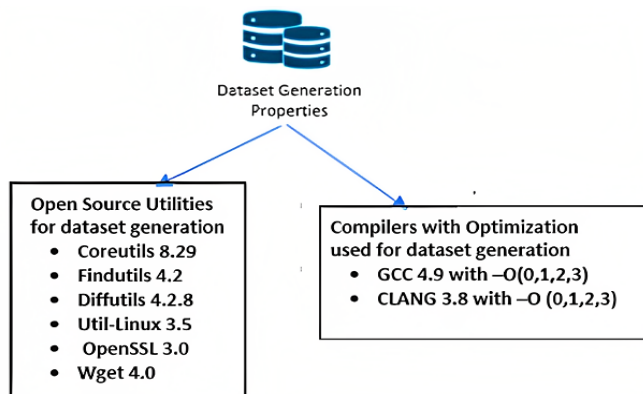 Dataset Generation
Properties
Open Source Utilities
for dataset generation
• Coreutils 8.29
• Findutils 4.2
• Diffutils 4.2.8
• Util-Linux 3.5
• OpenSSL 3.0
• Wget 4.0
Compilers with Optimization
used for dataset generation
• GCC 4.9 with –O(0,1,2,3)
• CLANG 3.8 with –O (0,1,2,3)